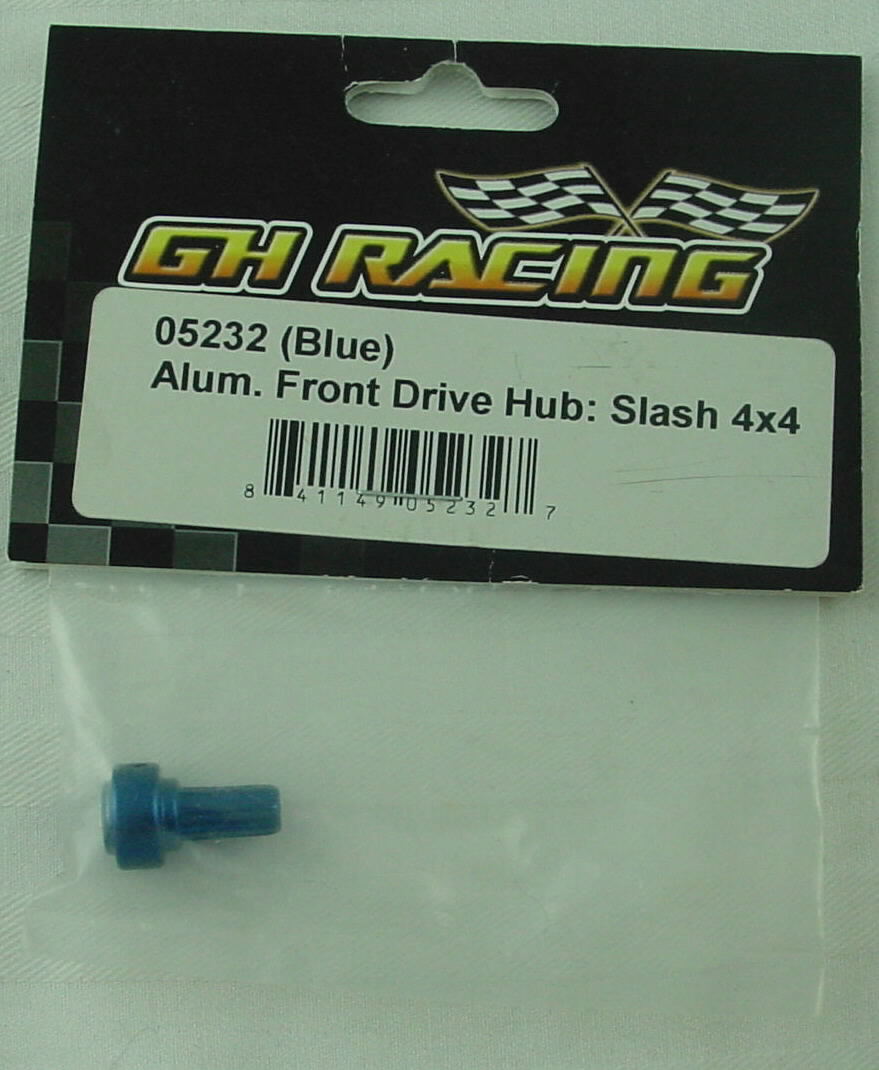 GH RACING
05232 (Blue)
Alum. Front Drive Hub: Slash 4x4
8 41149 05232 7